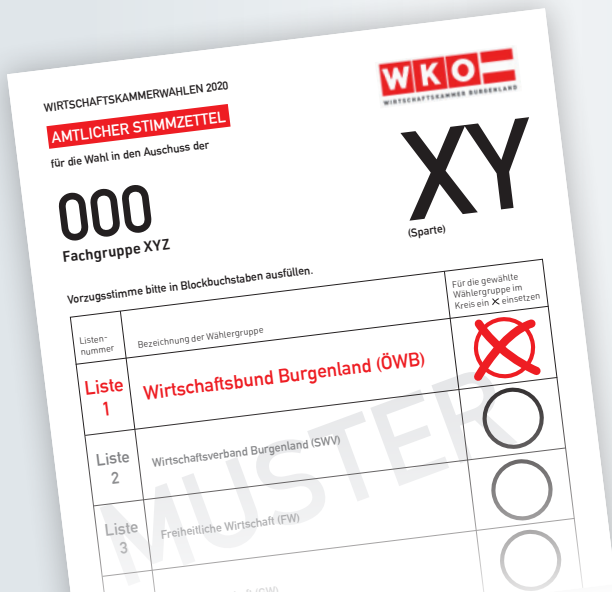 WIRTSCHAFTSKAMMERWAHLEN 2020
AMTLICHER STIMMZETTEL
für die Wahl in den Auschuss der
000
Fachgruppe XYZ
WKO
WIRTSCHAFTSKAMMER BURGENLAND
XY
(Sparte)
Vorzugsstimme bitte in Blockbuchstaben ausfüllen.
Listen-
nummer
Bezeichnung der Wählergruppe
Für die gewählte
Wählergruppe im
Kreis ein X einsetzen
Liste
1
Wirtschaftsbund Burgenland (ÖWB)
Liste
2
Wirtschaftsverband Burgenland (SWV)
Liste
3
Freiheitliche Wirtschaft (FW)
MUSTER